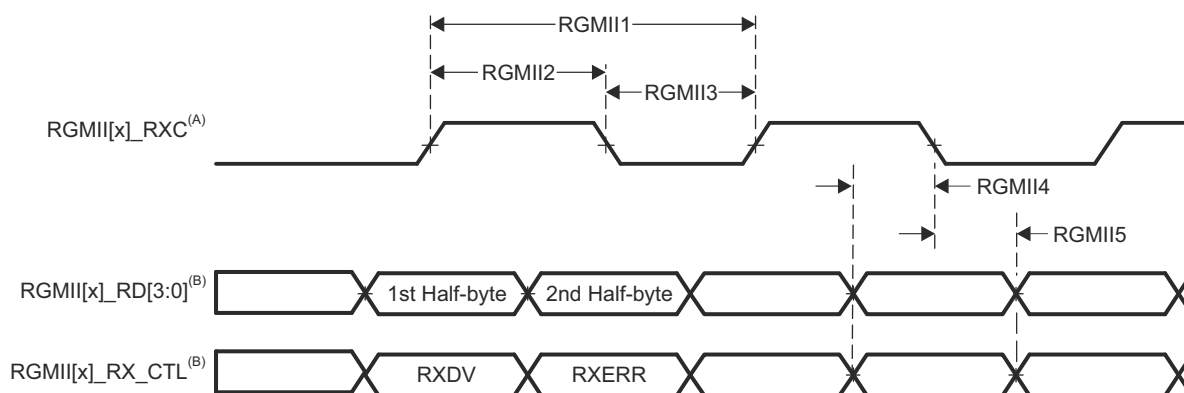 RGMII1
RGMII2
RGMII3
RGMII[x]_RXC(A)
RGMII4
RGMII5
RGMII[x]_RD[3:0](B)
1st Half-byte
2nd Half-byte
RGMII[x]_RX_CTL(B)
RXDV
RXERR